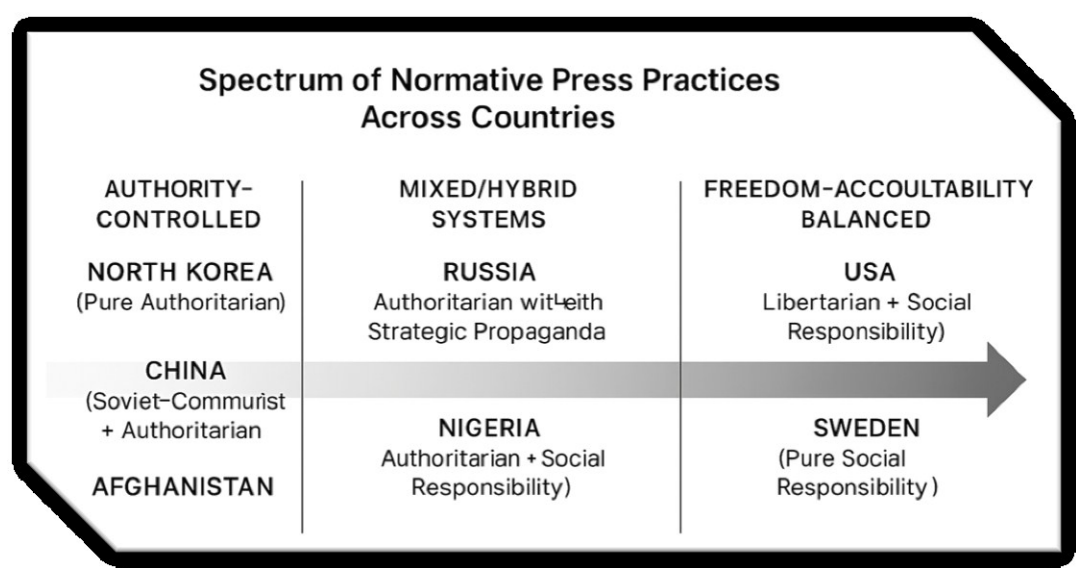 Spectrum of Normative Press Practices
Across Countries
AUTHORITY-
CONTROLLED
NORTH KOREA
(Pure Authoritarian)
CHINA
(Soviet-Communist
+ Authoritarian
AFGHANISTAN
MIXED/HYBRID
SYSTEMS
RUSSIA
Authoritarian
Strategic Propaganda
NIGERIA
Authoritarian + Social
Responsibility)
FREEDOM-ACCOULTABILITY
BALANCED
USA
Libertarian + Social
Responsibility)
SWEDEN
(Pure Social
Responsibility)